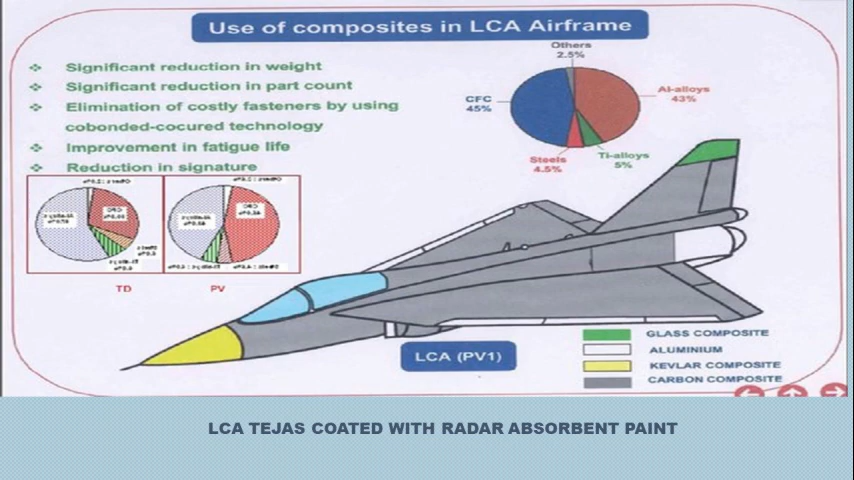 Use of composites in LCA Airframe
❖ Significant reduction in weight
❖ Significant reduction in part count
❖ Elimination of costly fasteners by using
cobonded-cocured technology
❖ Improvement in fatigue life
❖ Reduction in signature
Others
2.5%
CFC
45%
Al-alloys
43%
Steels
4.5%
Ti-alloys
5%
TD
PV
LCA (PV1)
GLASS COMPOSITE
ALUMINIUM
KEVLAR COMPOSITE
CARBON COMPOSITE
LCA TEJAS COATED WITH RADAR ABSORBENT PAINT